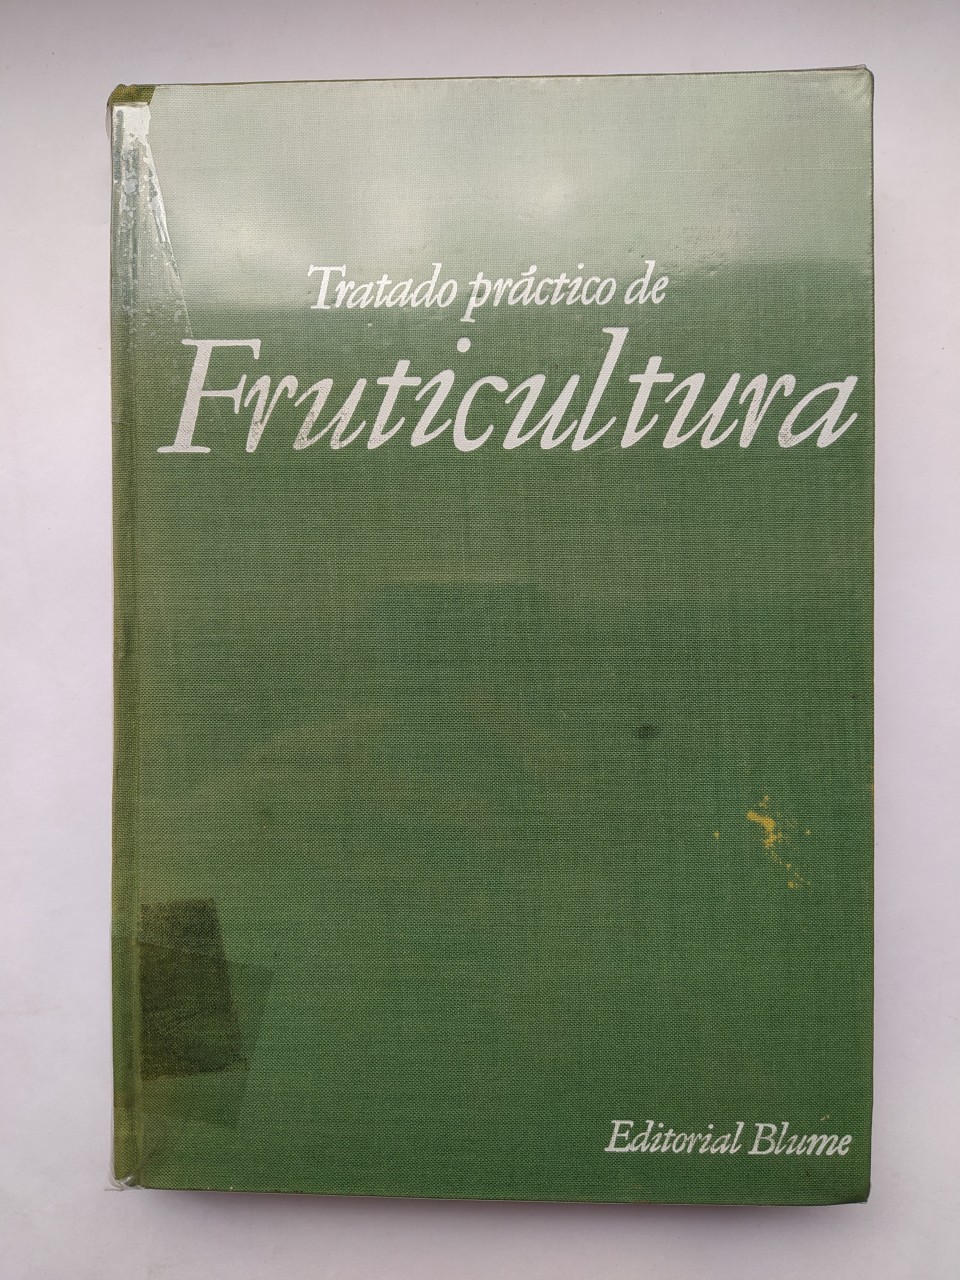 Tratado práctico de
Fruticultura
Editorial Blume